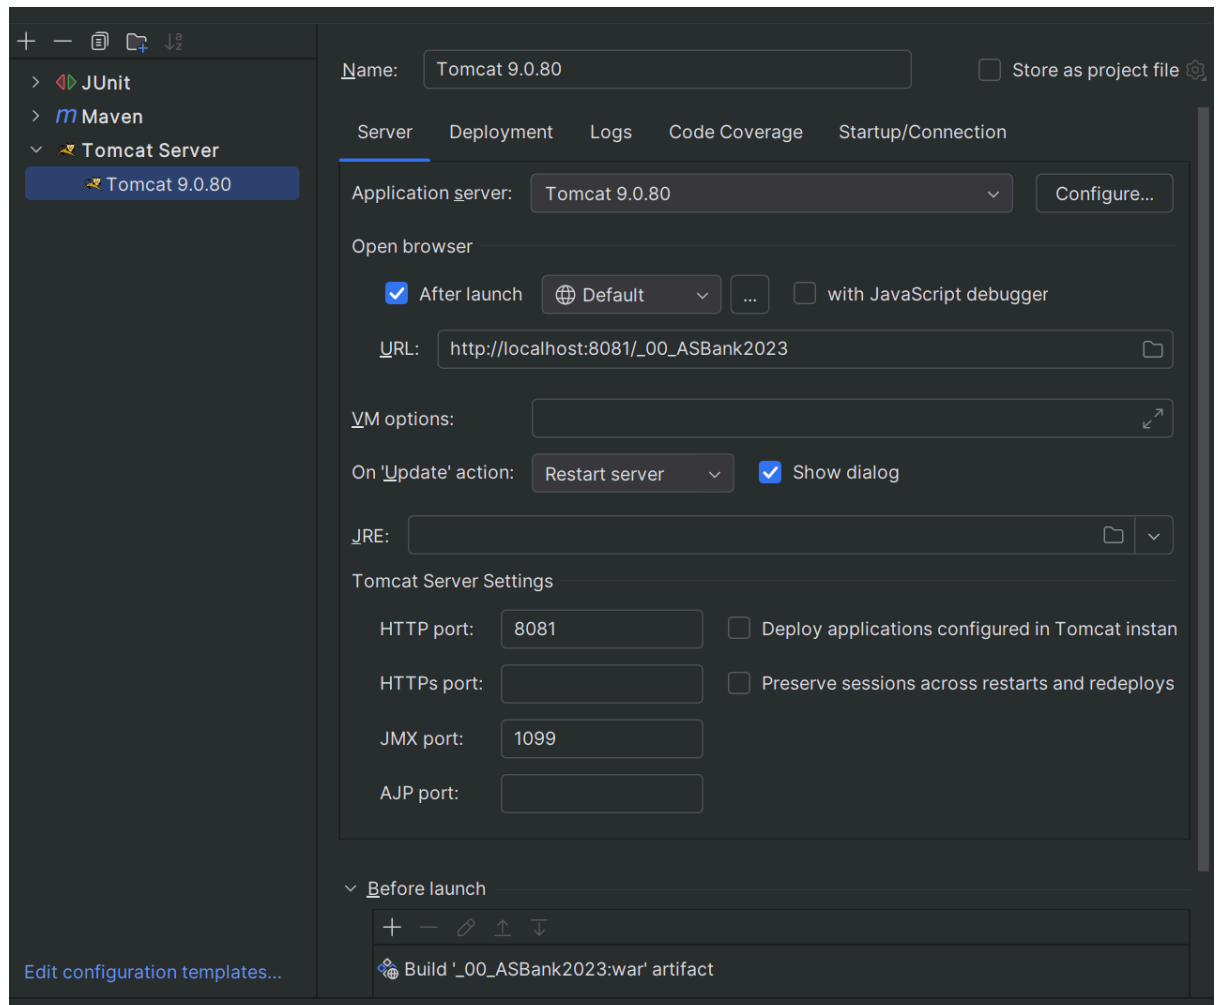 JUnit
Maven
Tomcat Server
Tomcat 9.0.80
Edit configuration templates...
Name: Tomcat 9.0.80 Store as project file
Server Deployment Logs Code Coverage Startup/Connection
Application server: Tomcat 9.0.80 Configure...
Open browser
After launch Default ... with JavaScript debugger
URL: http://localhost:8081/_00_ASBank2023
VM options:
On 'Update' action: Restart server Show dialog
JRE:
Tomcat Server Settings
HTTP port: 8081 Deploy applications configured in Tomcat instan
HTTPs port: Preserve sessions across restarts and redeploys
JMX port: 1099
AJP port:
Before launch
Build '_00_ASBank2023:war' artifact